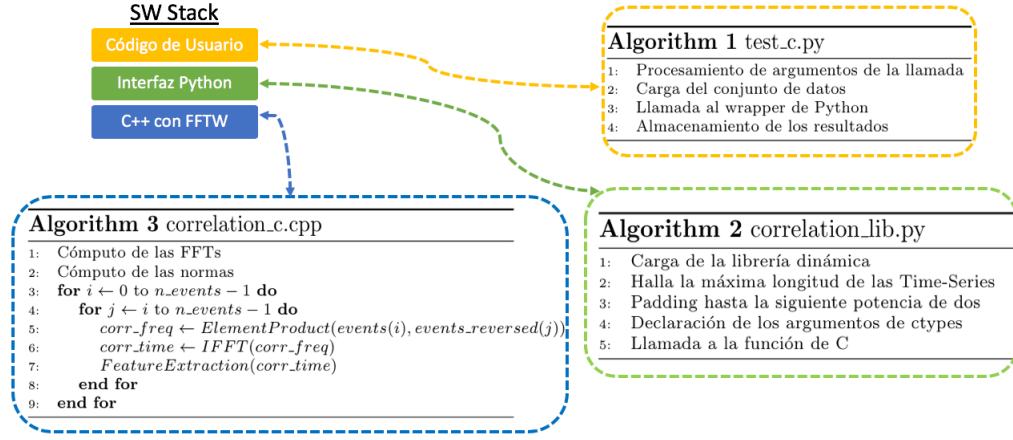 SW Stack
Código de Usuario
Interfaz Python
C++ con FFTW
Algorithm 1 test_c.py
1: Procesamiento de argumentos de la llamada
2: Carga del conjunto de datos
3: Llamada al wrapper de Python
4: Almacenamiento de los resultados
Algorithm 3 correlation_c.cpp
1: Cómputo de las FFTs
2: Cómputo de las normas
3: for i ← 0 to n_events − 1 do
4: for j ← i to n_events − 1 do
5: corr_freq ← ElementProduct(events(i), events_reversed(j))
6: corr_time ← IFFT(corr_freq)
7: FeatureExtraction(corr_time)
8: end for
9: end for
Algorithm 2 correlation_lib.py
1: Carga de la librería dinámica
2: Halla la máxima longitud de las Time-Series
3: Padding hasta la siguiente potencia de dos
4: Declaración de los argumentos de ctypes
5: Llamada a la función de C